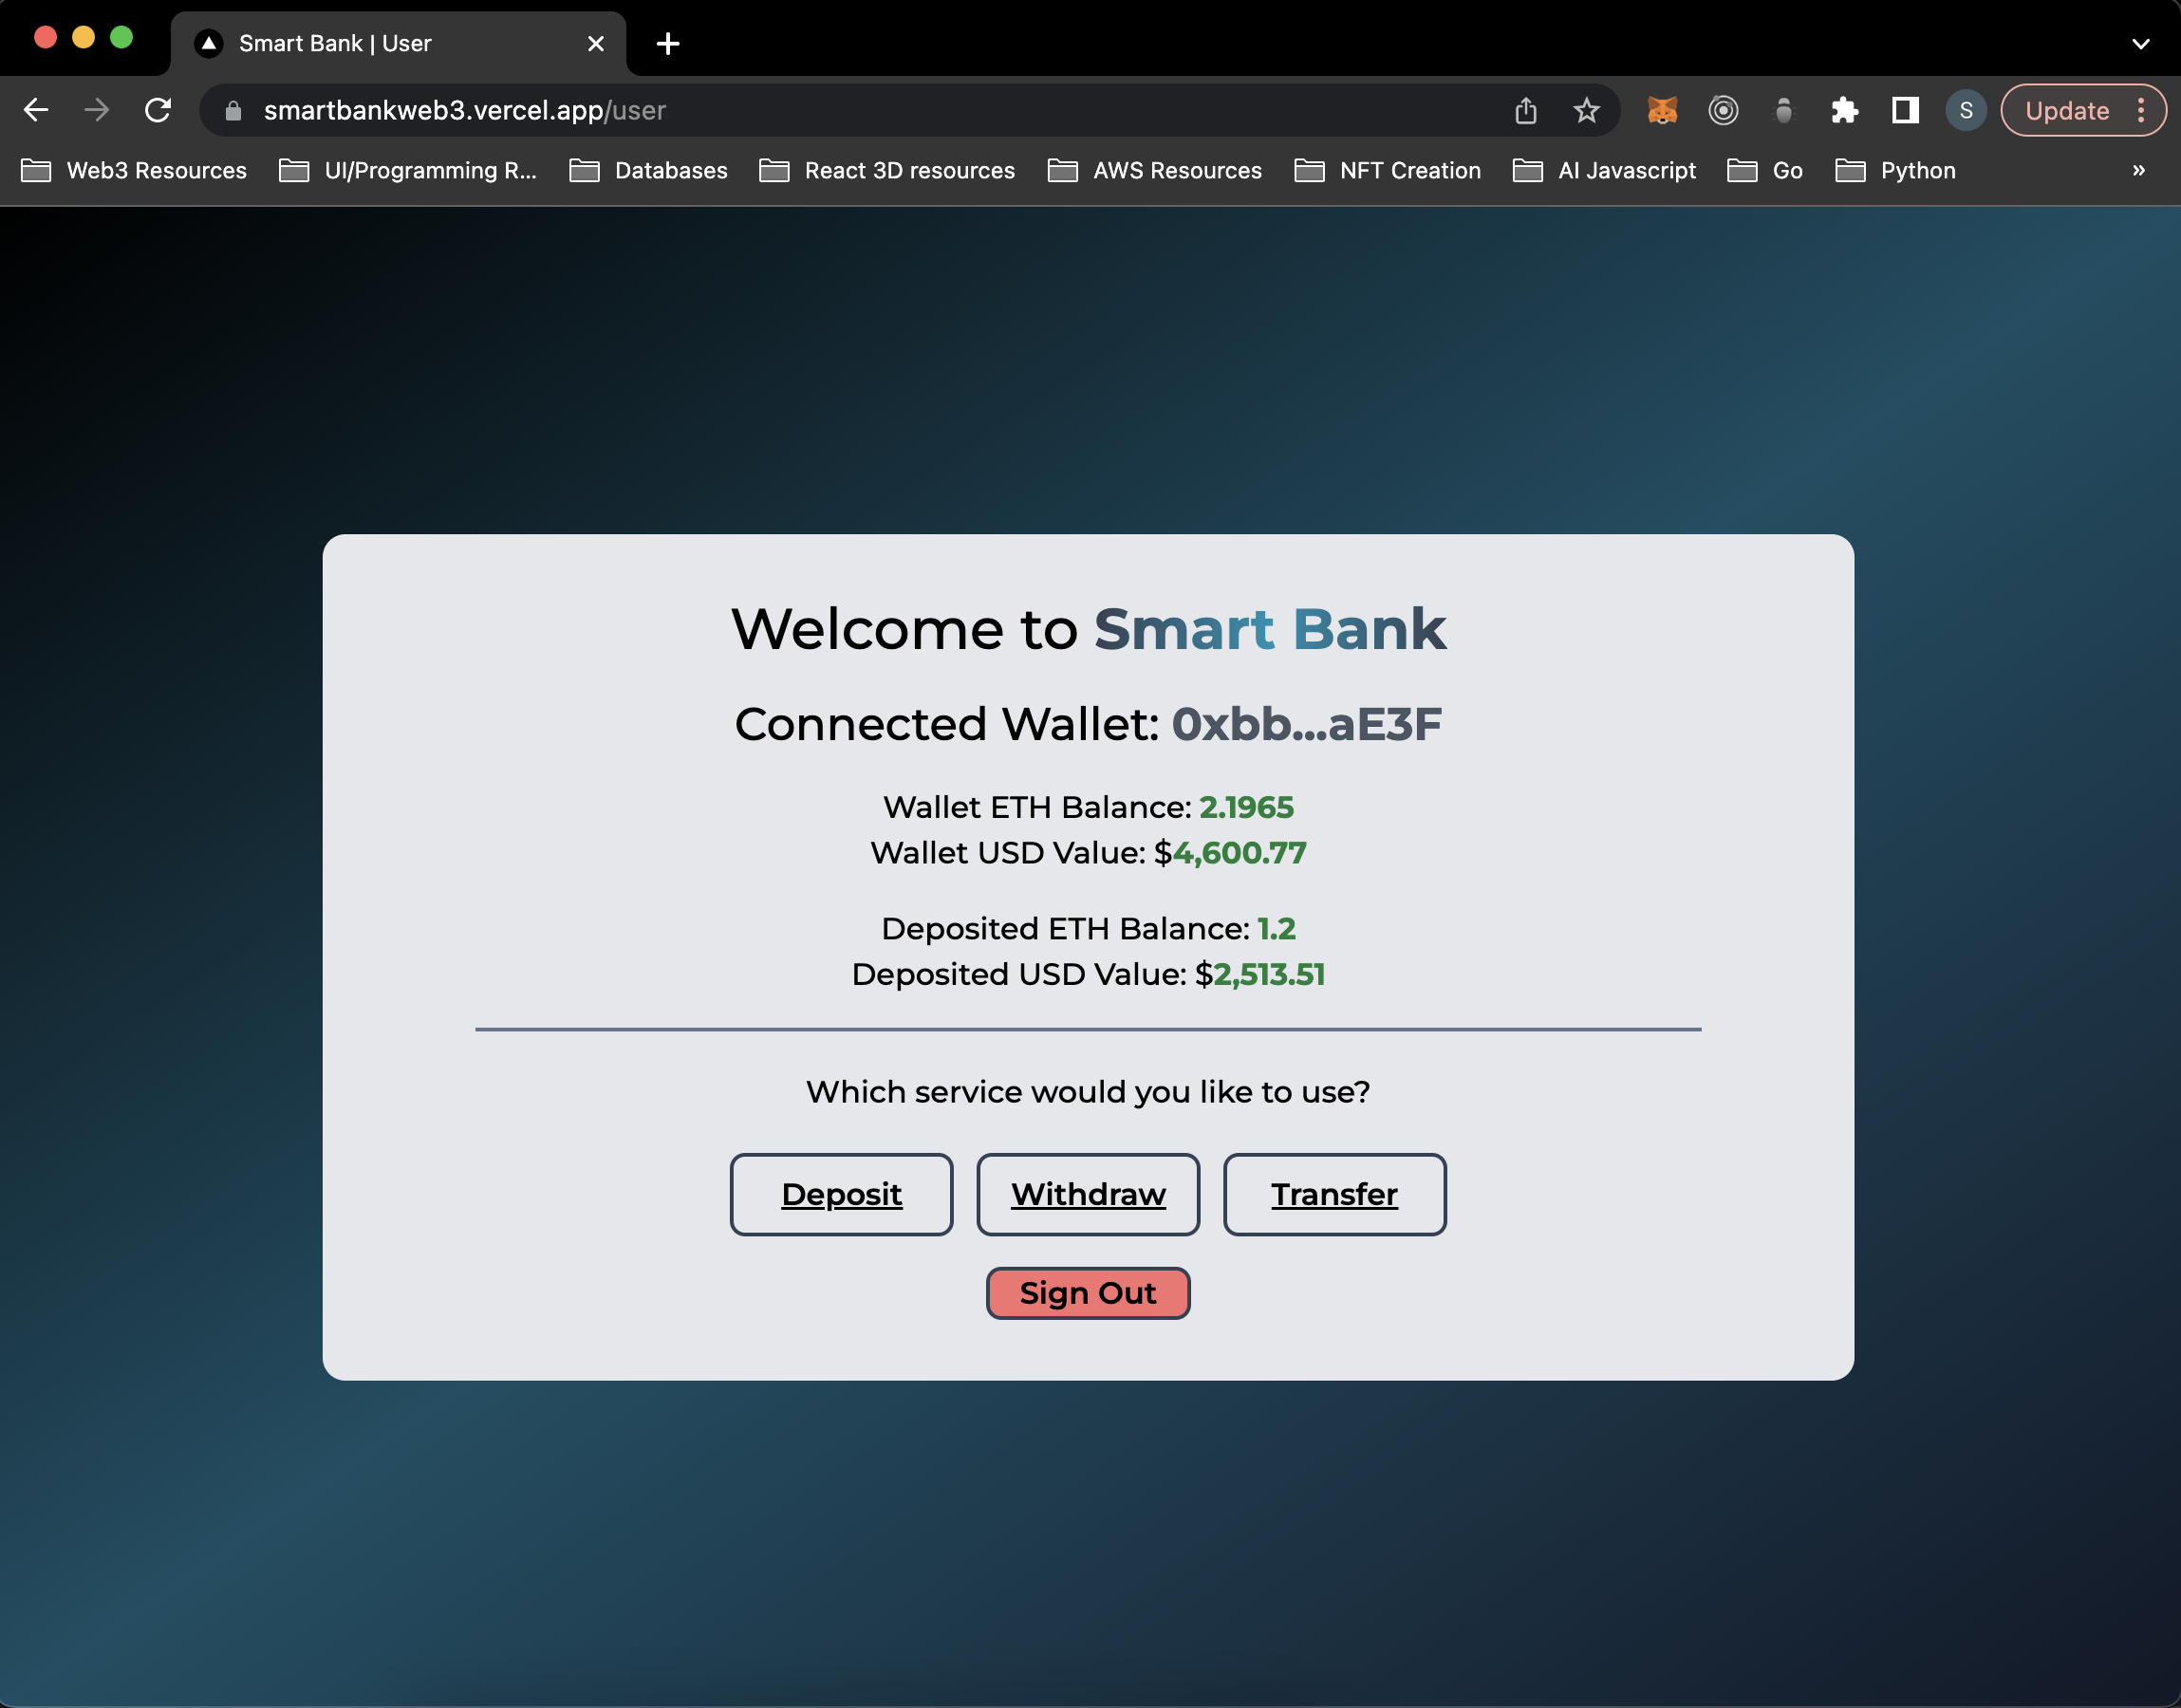 Smart Bank | User
smartbankweb3.vercel.app/user
S
Update
Web3 Resources
UI/Programming R...
Databases
React 3D resources
AWS Resources
NFT Creation
AI Javascript
Go
Python
»
Welcome to Smart Bank
Connected Wallet: 0xbb...aE3F
Wallet ETH Balance: 2.1965
Wallet USD Value: $4,600.77
Deposited ETH Balance: 1.2
Deposited USD Value: $2,513.51
Which service would you like to use?
Deposit
Withdraw
Transfer
Sign Out